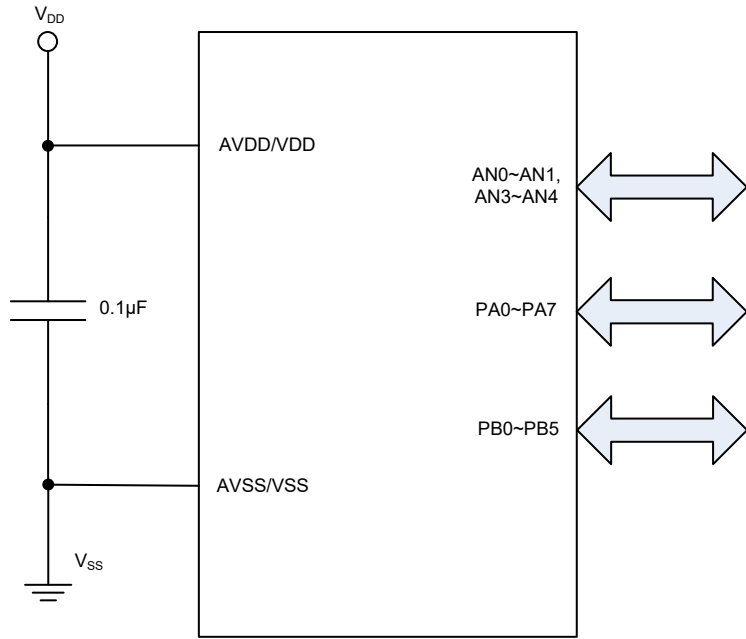 VDD
AVDD/VDD
AN0~AN1,
AN3~AN4
0.1µF
PA0~PA7
PB0~PB5
AVSS/VSS
VSS